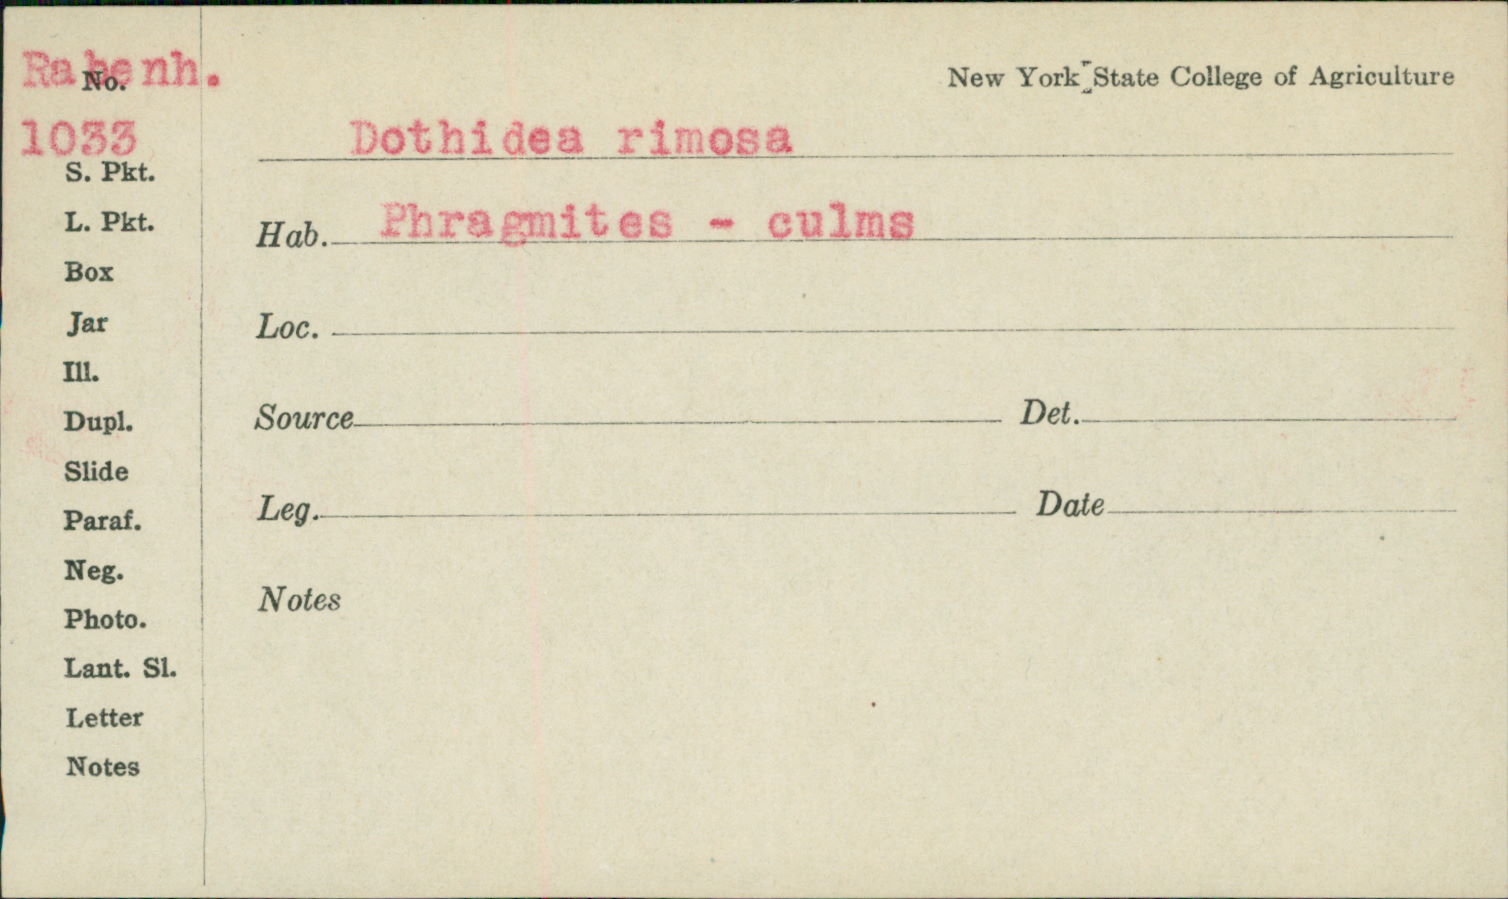 Rabenh.
No.
1033
New York State College of Agriculture
Dothidea rimosa
S. Pkt.
L. Pkt.
Hab. Phragmites - culms
Box
Jar
Loc.
Ill.
Dupl.
Source Det.
Slide
Paraf.
Leg. Date
Neg.
Photo.
Notes
Lant. Sl.
Letter
Notes